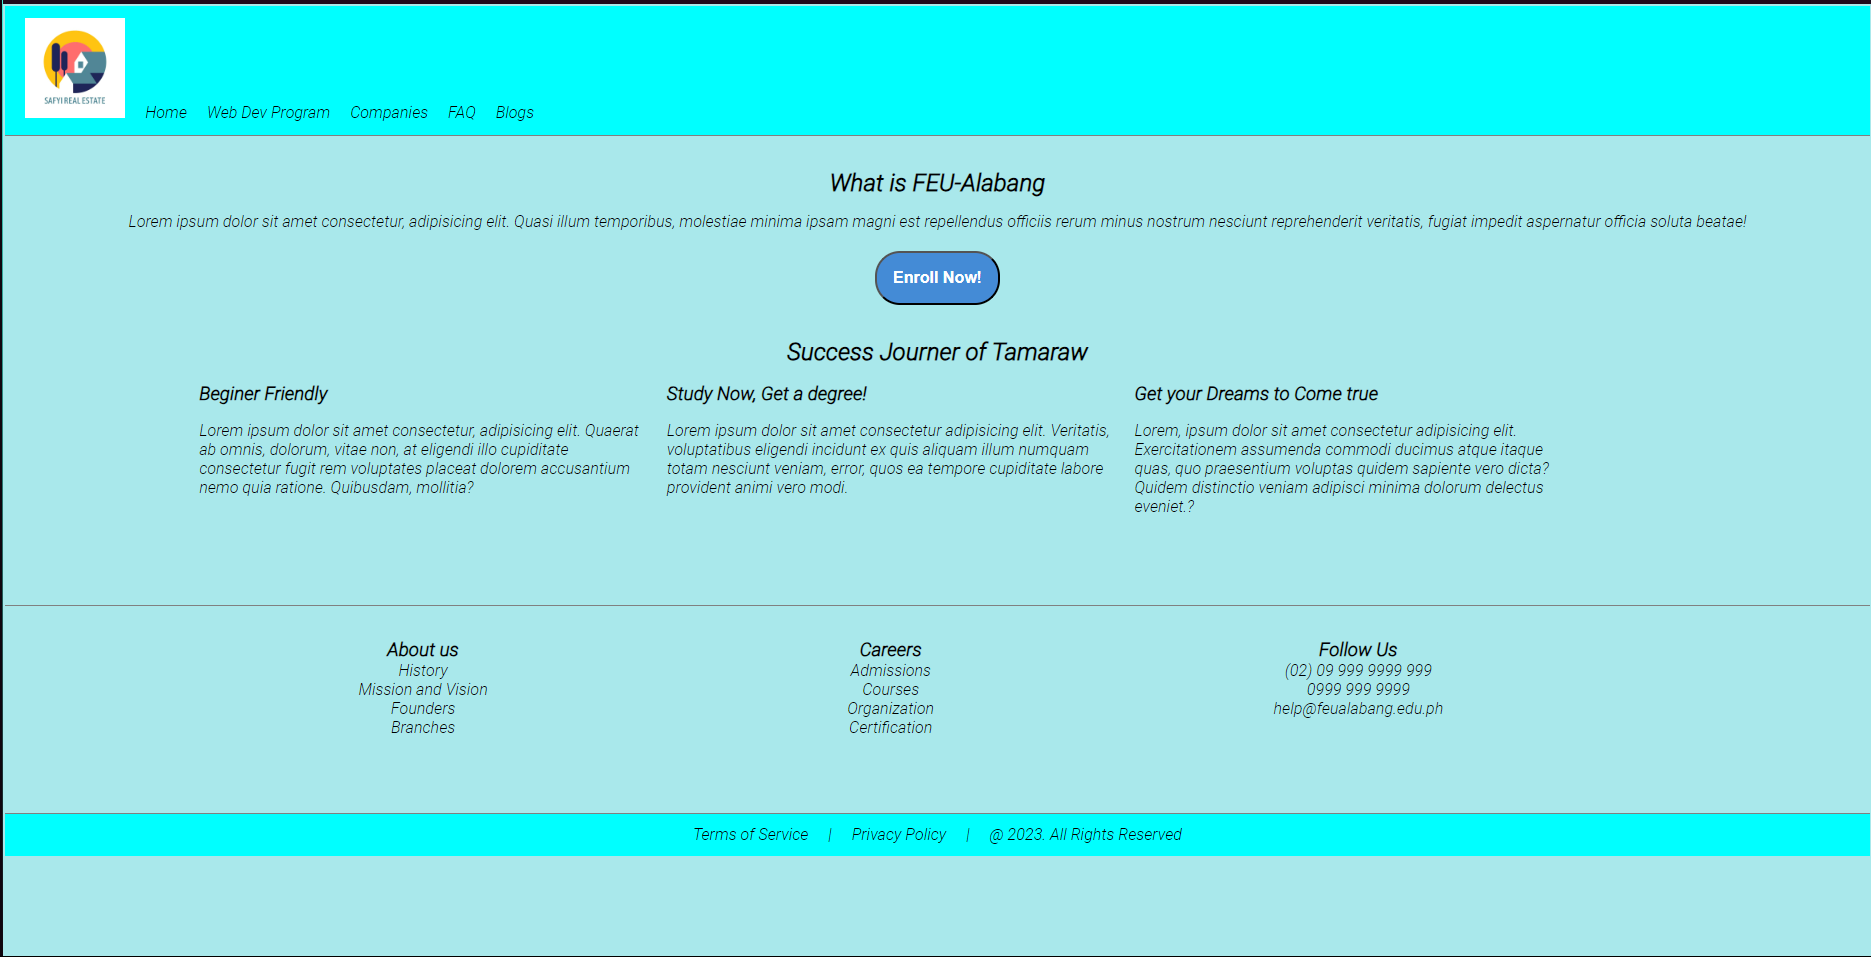 SAFYI REAL ESTATE
Home Web Dev Program Companies FAQ Blogs
What is FEU-Alabang
Lorem ipsum dolor sit amet consectetur, adipisicing elit. Quasi illum temporibus, molestiae minima ipsam magni est repellendus officiis rerum minus nostrum nesciunt reprehenderit veritatis, fugiat impedit aspernatur officia soluta beatae!
Enroll Now!
Success Journer of Tamaraw
Beginer Friendly
Lorem ipsum dolor sit amet consectetur, adipisicing elit. Quaerat
ab omnis, dolorum, vitae non, at eligendi illo cupiditate
consectetur fugit rem voluptates placeat dolorem accusantium
nemo quia ratione. Quibusdam, mollitia?
Study Now, Get a degree!
Lorem ipsum dolor sit amet consectetur adipisicing elit. Veritatis,
voluptatibus eligendi incidunt ex quis aliquam illum numquam
totam nesciunt veniam, error, quos ea tempore cupiditate labore
provident animi vero modi.
Get your Dreams to Come true
Lorem, ipsum dolor sit amet consectetur adipisicing elit.
Exercitationem assumenda commodi ducimus atque itaque
quas, quo praesentium voluptas quidem sapiente vero dicta?
Quidem distinctio veniam adipisci minima dolorum delectus
eveniet.?
About us
History
Mission and Vision
Founders
Branches
Careers
Admissions
Courses
Organization
Certification
Follow Us
(02) 09 999 9999 999
0999 999 9999
help@feualabang.edu.ph
Terms of Service | Privacy Policy | @ 2023. All Rights Reserved